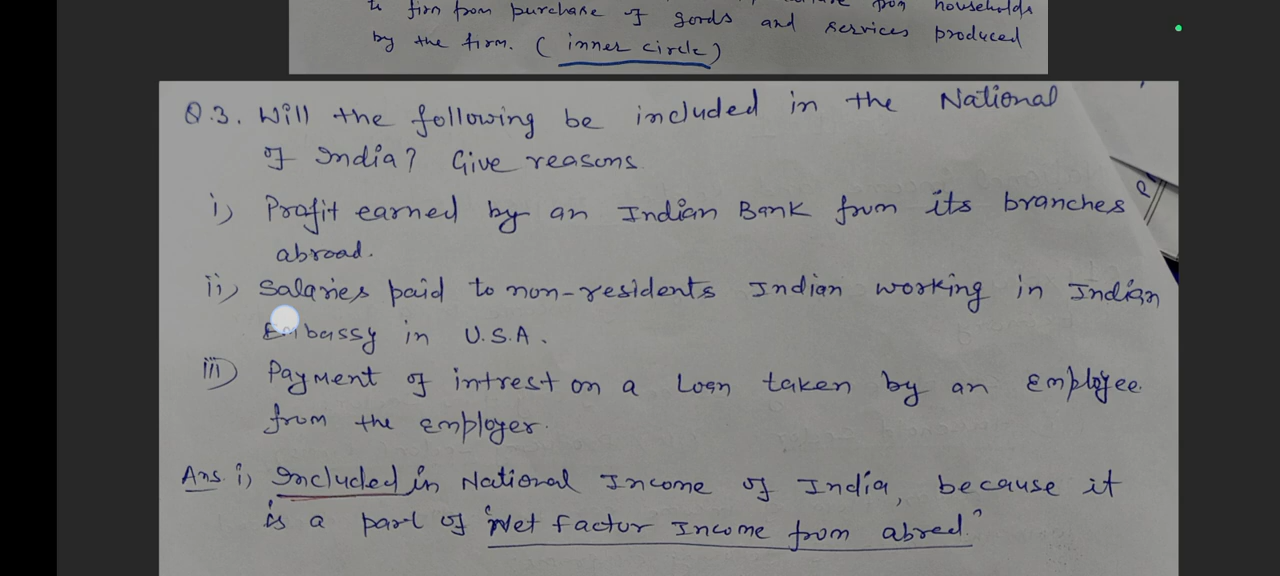 to firm from purchase of goods and services produced
by the firm. (inner circle)
Q.3. Will the following be included in the National
of India? Give reasons.
i) Profit earned by an Indian Bank from its branches
abroad.
ii) Salaries paid to non-residents Indian working in Indian
Embassy in U.S.A.
iii) Payment of intrest on a Loan taken by an Employee
from the Employer.
Ans. i) Included in National Income of India, because it
is a part of "Net factor Income from abred."